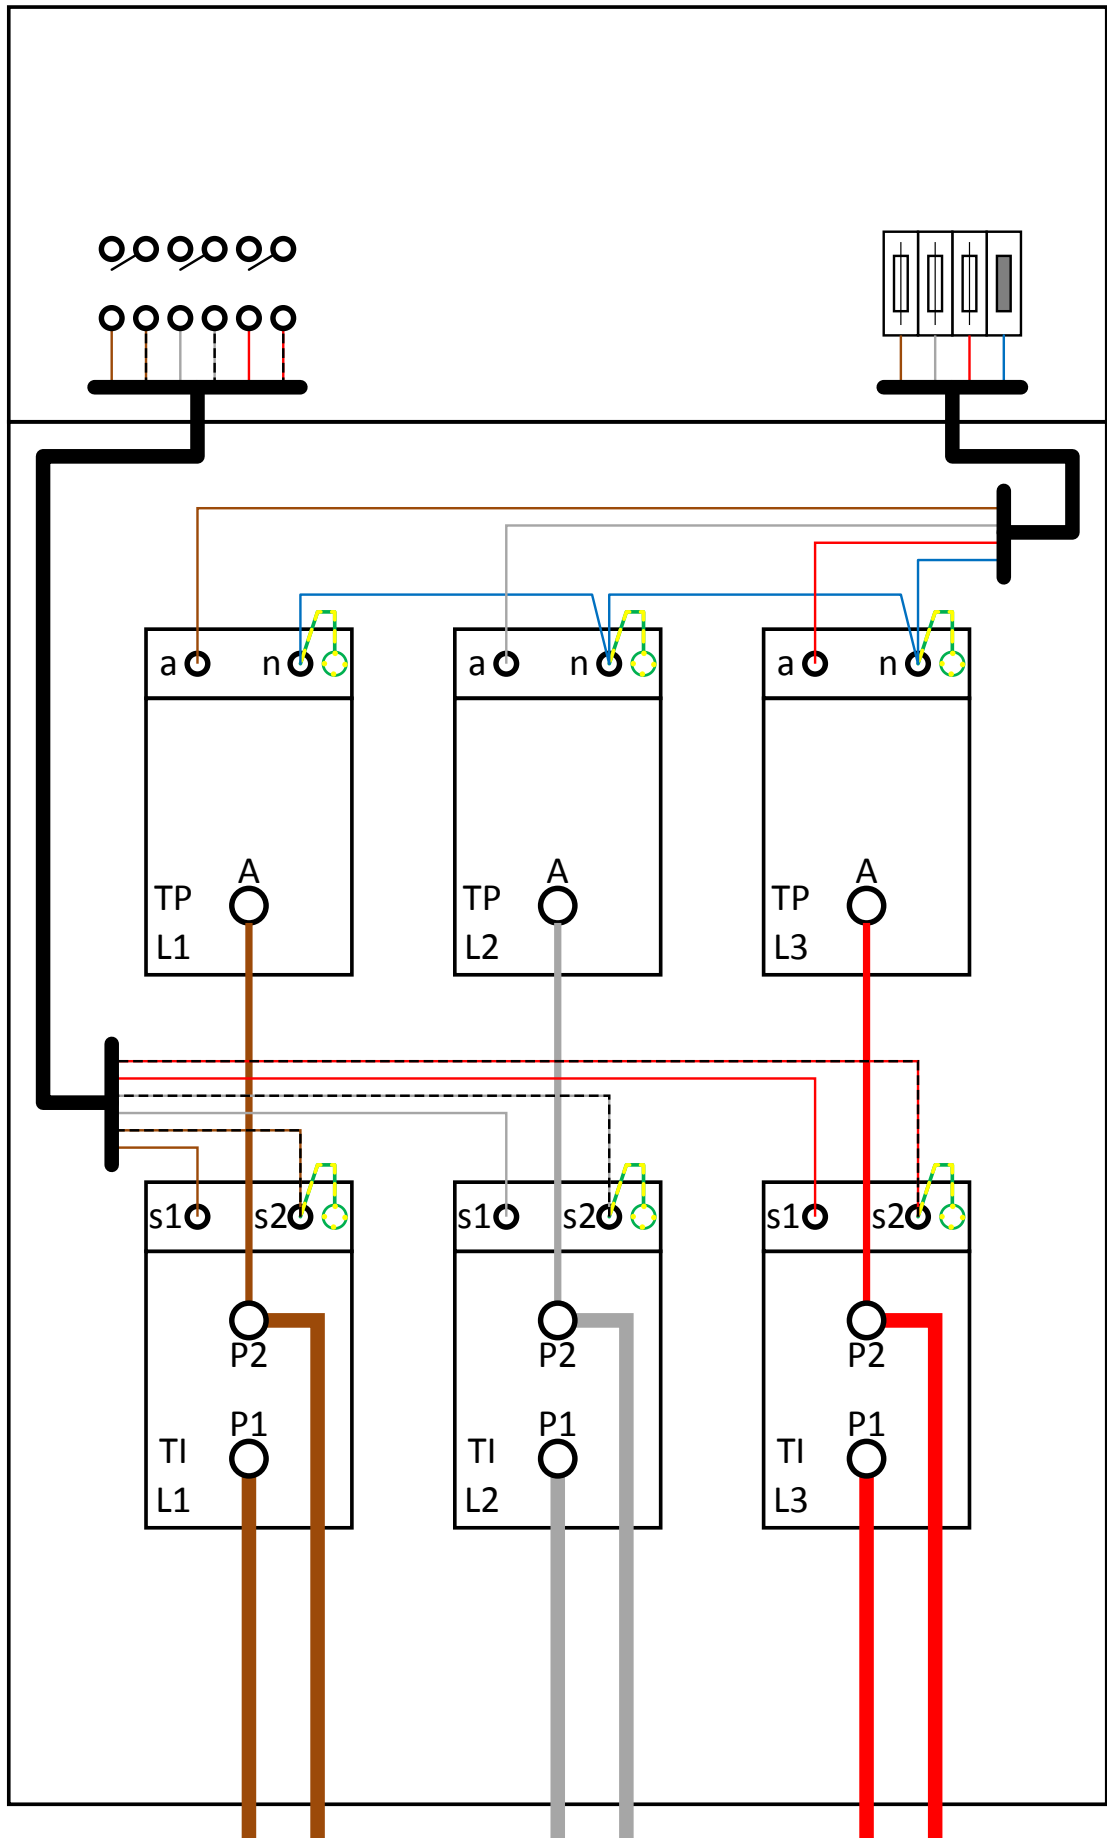 a n a n a n
A A A
TP TP TP
L1 L2 L3
s1 s2 s1 s2 s1 s2
P2 P2 P2
P1 P1 P1
TI TI TI
L1 L2 L3